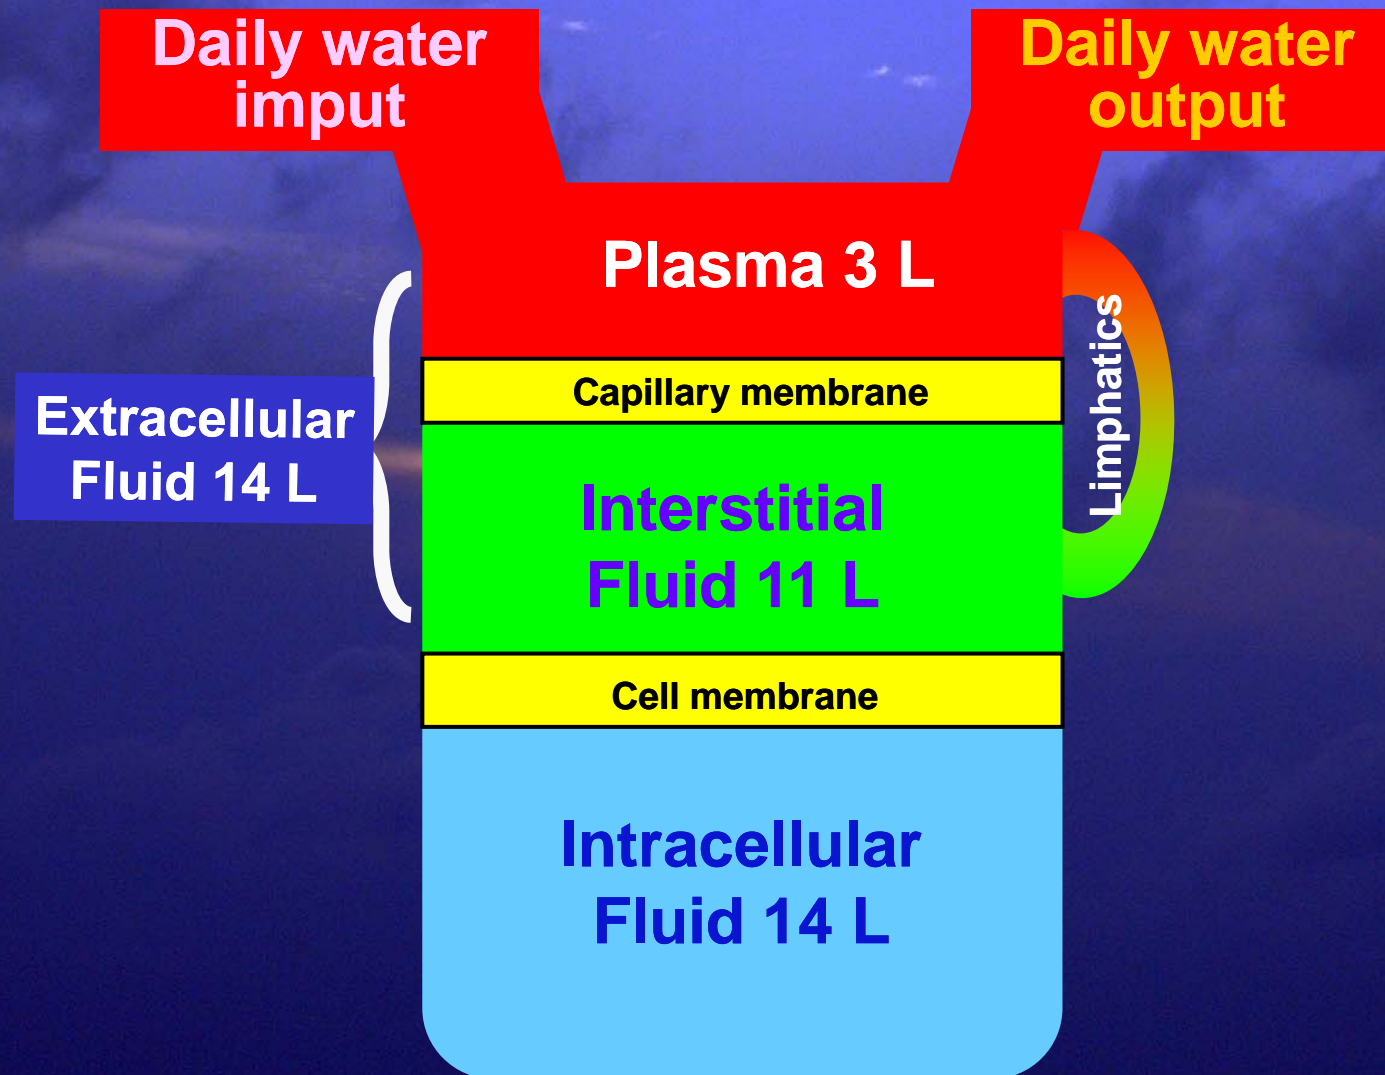 Daily water
imput
Daily water
output
Plasma 3 L
Capillary membrane
Limphatics
Extracellular
Fluid 14 L
Interstitial
Fluid 11 L
Cell membrane
Intracellular
Fluid 14 L